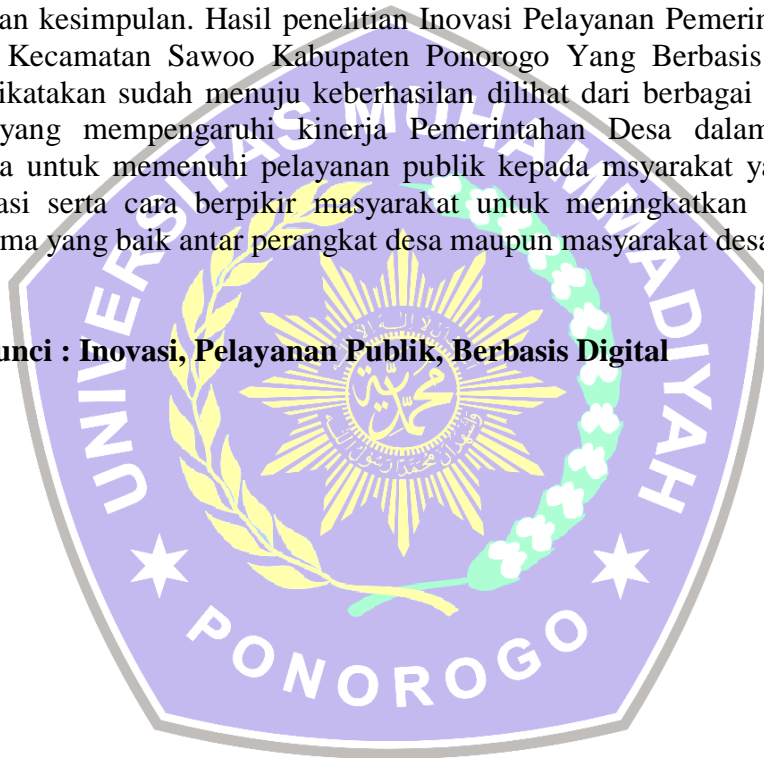 an kesimpulan. Hasil penelitian Inovasi Pelayanan Pemerin
Kecamatan Sawoo Kabupaten Ponorogo Yang Berbasis
ikatakan sudah menuju keberhasilan dilihat dari berbagai
yang mempengaruhi kinerja Pemerintahan Desa dalam
a untuk memenuhi pelayanan publik kepada msyarakat ya
asi serta cara berpikir masyarakat untuk meningkatkan
ma yang baik antar perangkat desa maupun masyarakat desa
unci : Inovasi, Pelayanan Publik, Berbasis Digital
UNIVERSITAS MUHAMMADIYAH
PONOROGO
محمدية